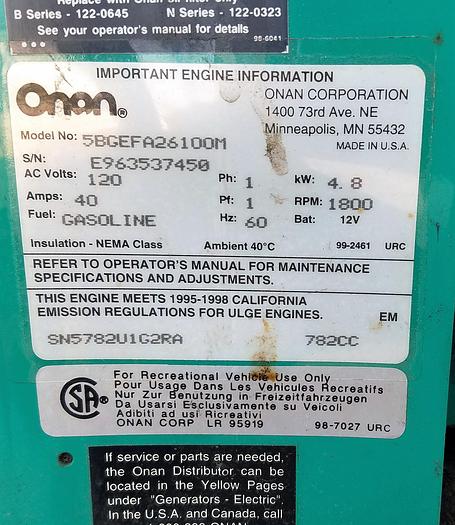 Replace with Onan oil filter only
B Series - 122-0645 N Series - 122-0323
See your operator's manual for details
98-6041
IMPORTANT ENGINE INFORMATION
Onan®
ONAN CORPORATION
1400 73rd Ave. NE
Minneapolis, MN 55432
MADE IN U.S.A.
Model No: 5BGEFA26100M
S/N: E963537450
AC Volts: 120 Ph: 1 kW: 4.8
Amps: 40 Pf: 1 RPM: 1800
Fuel: GASOLINE Hz: 60 Bat: 12V
Insulation - NEMA Class Ambient 40°C 99-2461 URC
REFER TO OPERATOR'S MANUAL FOR MAINTENANCE
SPECIFICATIONS AND ADJUSTMENTS.
THIS ENGINE MEETS 1995-1998 CALIFORNIA
EMISSION REGULATIONS FOR ULGE ENGINES. EM
SN5782U1G2RA 782CC
For Recreational Vehicle Use Only
Pour Usage Dans Les Vehicules Recreatifs
Nur Zur Benutzung in Freizeitfahrzeugen
Da Usarsi Esclusivamente su Veicoli
Adibiti ad usi Ricreativi
ONAN CORP LR 95919 98-7027 URC
SA®
If service or parts are needed,
the Onan Distributor can be
located in the Yellow Pages
under "Generators - Electric".
In the U.S.A. and Canada, call